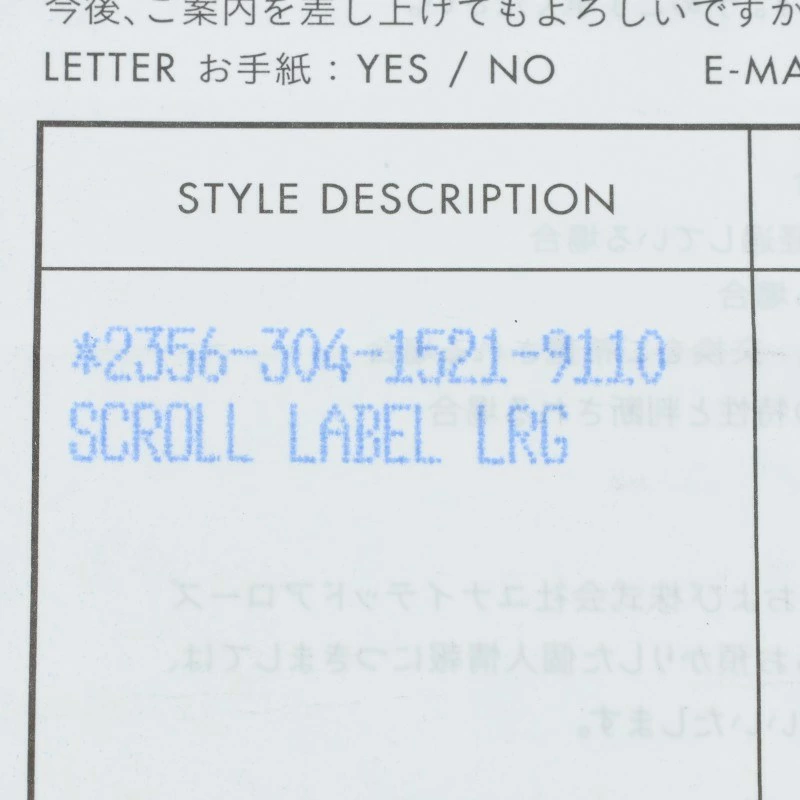 今後、ご案内を差し上げてもよろしいですか
LETTER お手紙：YES / NO E-MA
STYLE DESCRIPTION
*2356-304-1521-9110
SCROLL LABEL LRG